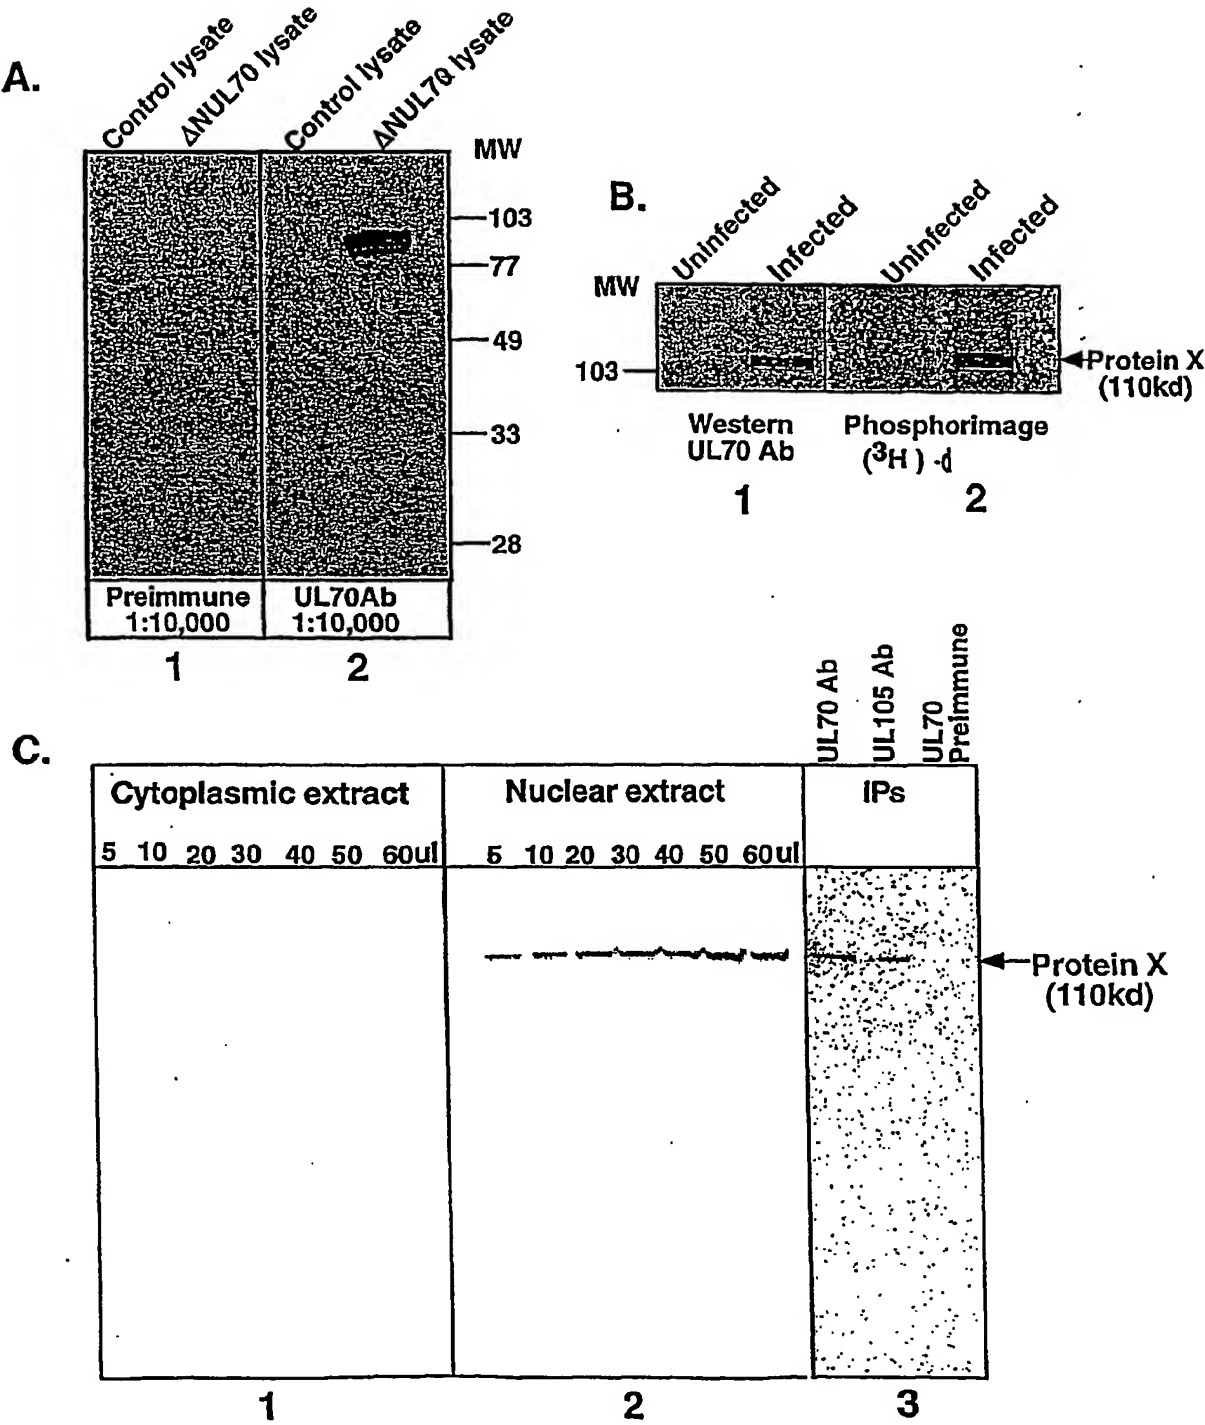 A.
Control lysate
ΔNUL70 lysate
Control lysate
ΔNUL70 lysate
MW
103
77
49
33
28
Preimmune
1:10,000
UL70Ab
1:10,000
1
2
B.
Uninfected
Infected
Uninfected
Infected
MW
103
Protein X
(110kd)
Western
UL70 Ab
Phosphorimage
(³H) -d
1
2
C.
UL70 Ab
UL105 Ab
UL70
Preimmune
Cytoplasmic extract
Nuclear extract
IPs
5 10 20 30 40 50 60ul
5 10 20 30 40 50 60ul
Protein X
(110kd)
1
2
3